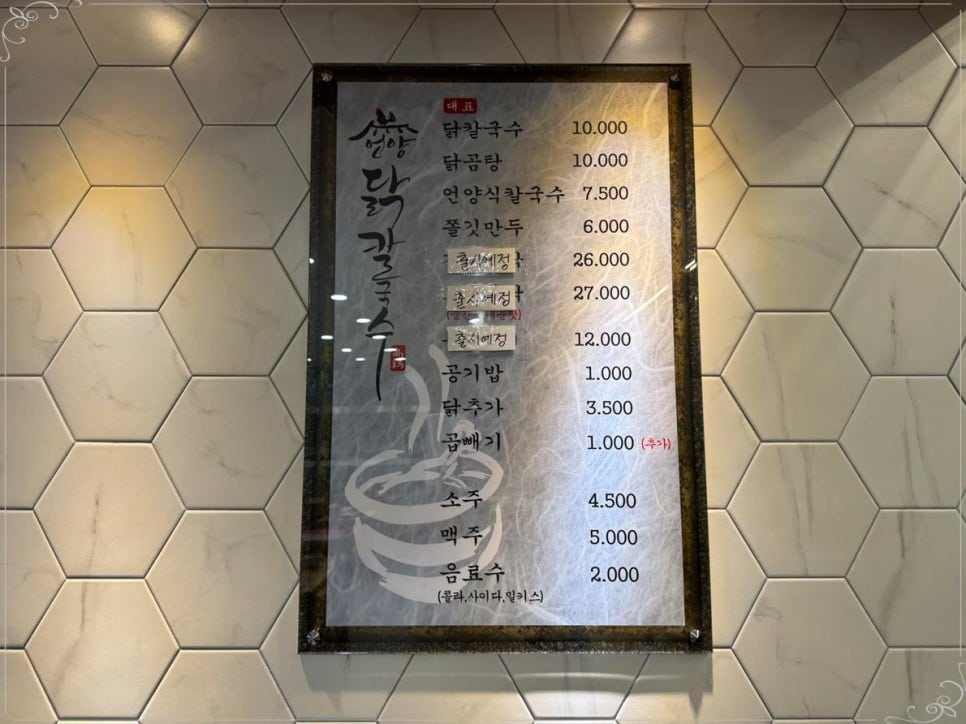 언양
닭칼국수
대표
닭칼국수 10.000
닭곰탕 10.000
언양식칼국수 7.500
쫄깃만두 6.000
출시예정 26.000
출시예정 27.000
출시예정 12.000
공기밥 1.000
닭추가 3.500
곱빼기 1.000 (추가)
소주 4.500
맥주 5.000
음료수 2.000
(콜라,사이다,밀키스)